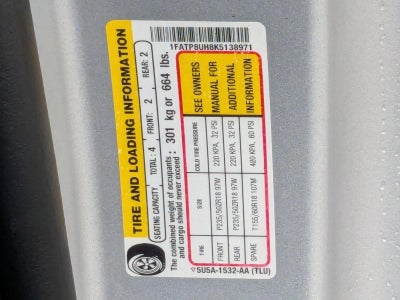 1FATP8UH8K5138971
TIRE AND LOADING INFORMATION
SEATING CAPACITY TOTAL: 4 FRONT: 2 REAR: 2
The combined weight of occupants and cargo should never exceed: 301 kg or 664 lbs.
TIRE SIZE COLD TIRE PRESSURE
FRONT P235/50ZR18 97W 220 KPA, 32 PSI
REAR P235/50ZR18 97W 220 KPA, 32 PSI
SPARE T155/60R18 107M 420 KPA, 60 PSI
SEE OWNERS
MANUAL FOR
ADDITIONAL
INFORMATION
5U5A-1532-AA (TLU)